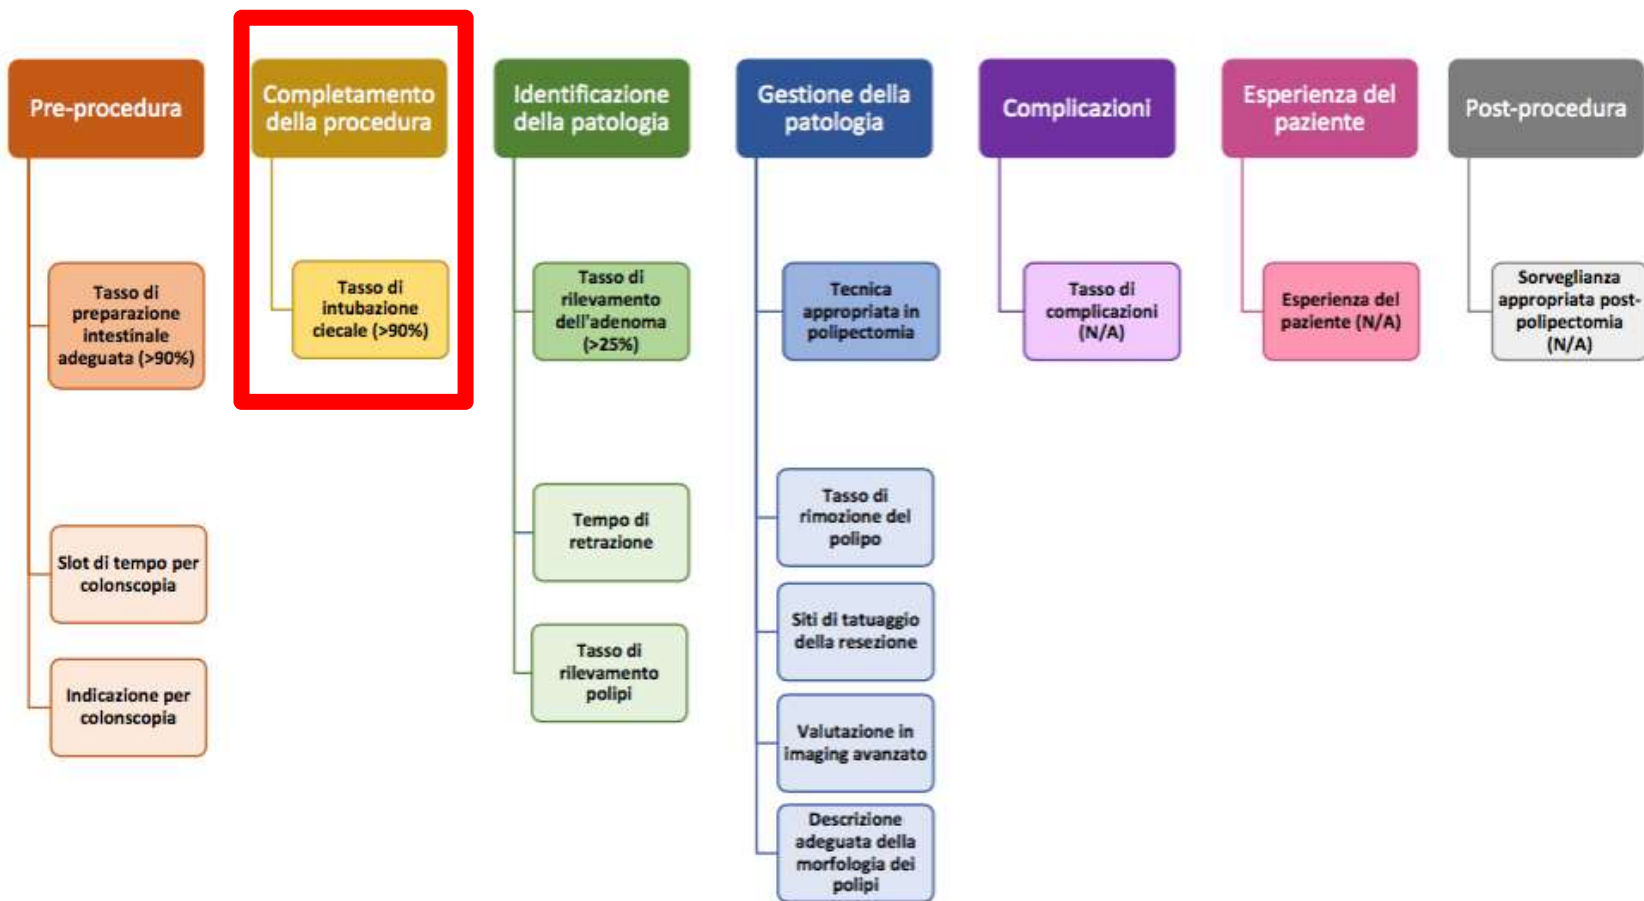 Pre-procedura
Completamento
della procedura
Identificazione
della patologia
Gestione della
patologia
Complicazioni
Esperienza del
paziente
Post-procedura
Tasso di
preparazione
intestinale
adeguata (>90%)
Slot di tempo per
colonscopia
Indicazione per
colonscopia
Tasso di
intubazione
ciecale (>90%)
Tasso di
rilevamento
dell'adenoma
(>25%)
Tempo di
retrazione
Tasso di
rilevamento
polipi
Tecnica
appropriata in
polipectomia
Tasso di
rimozione del
polipo
Siti di tatuaggio
della resezione
Valutazione in
imaging avanzato
Descrizione
adeguata della
morfologia dei
polipi
Tasso di
complicazioni
(N/A)
Esperienza del
paziente (N/A)
Sorveglianza
appropriata post-
polipectomia
(N/A)